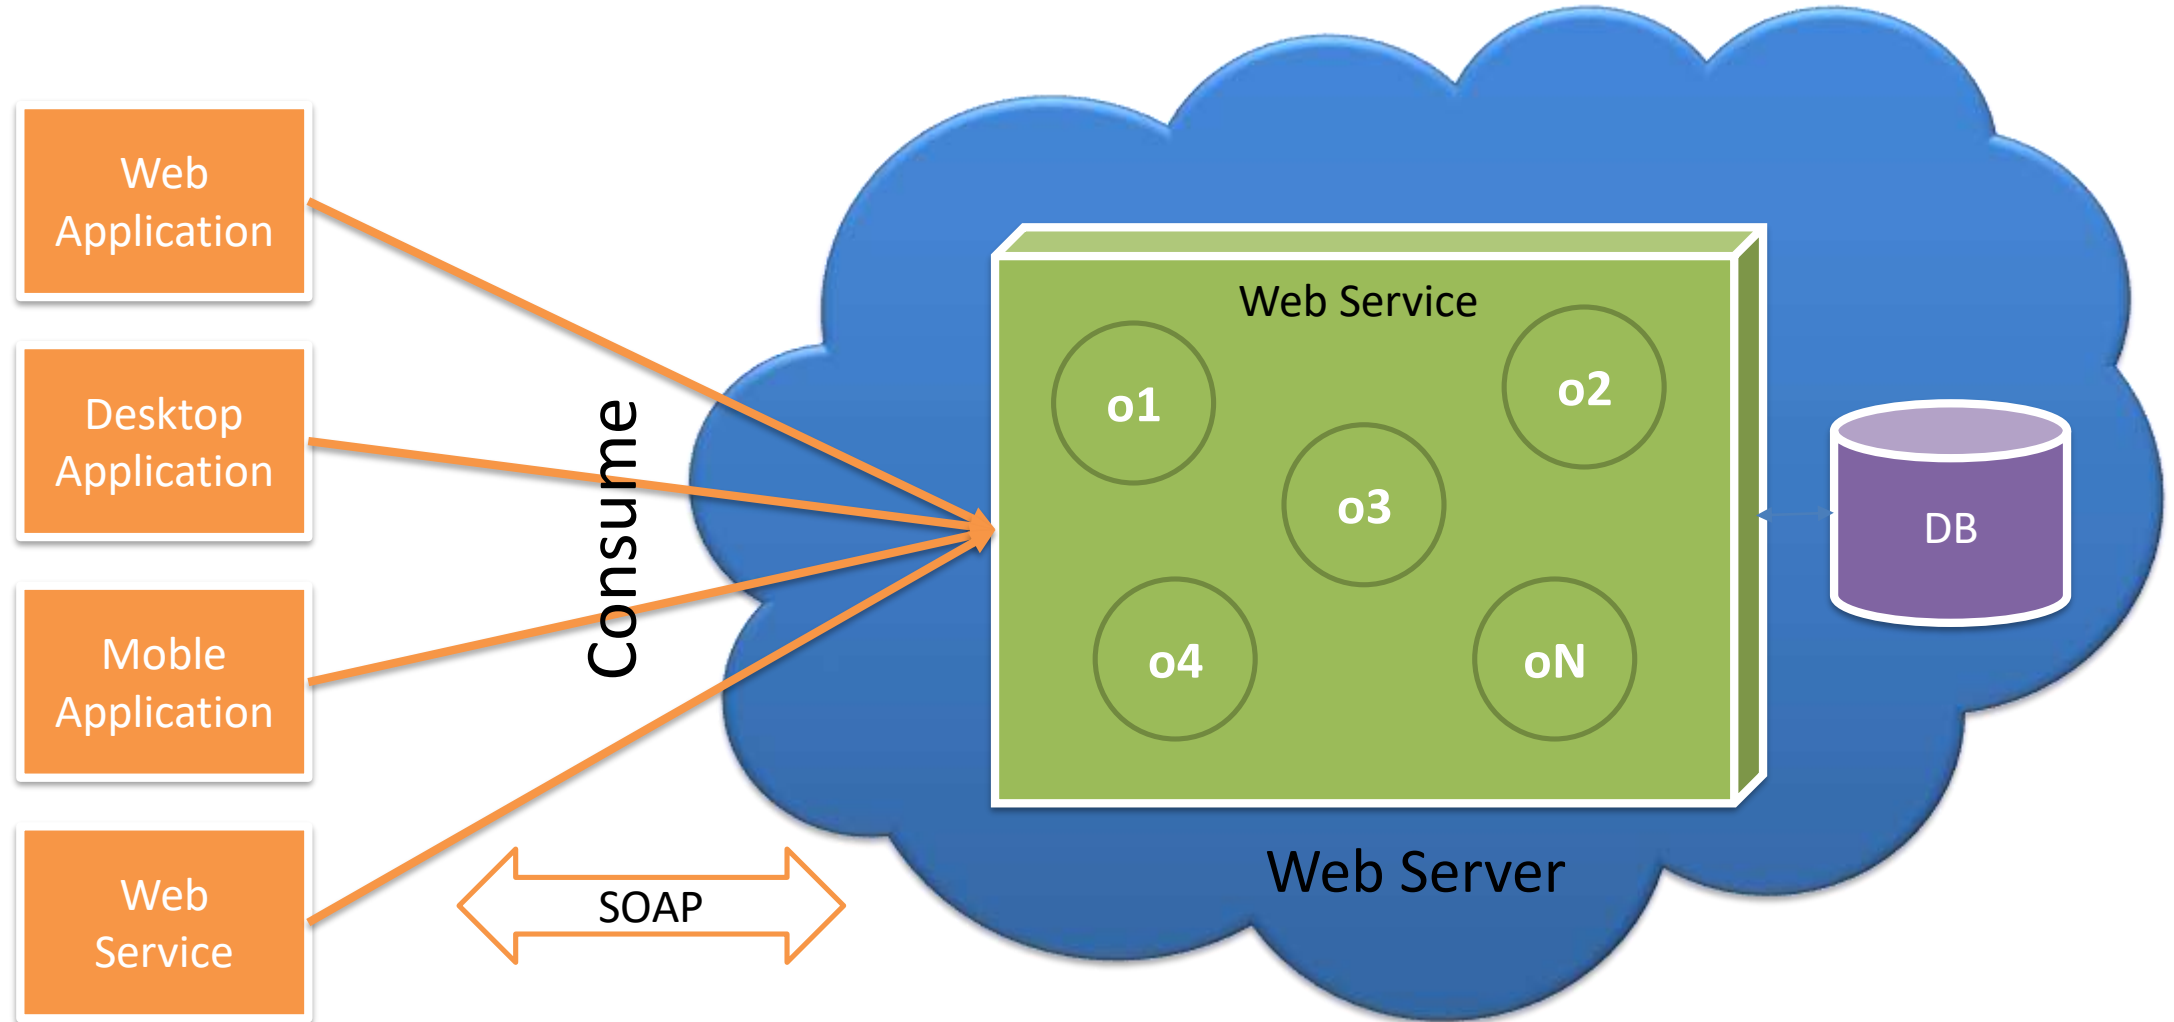 Web
Application
Desktop
Application
Moble
Application
Web
Service
Consume
SOAP
Web Service
o1
o2
o3
o4
oN
DB
Web Server